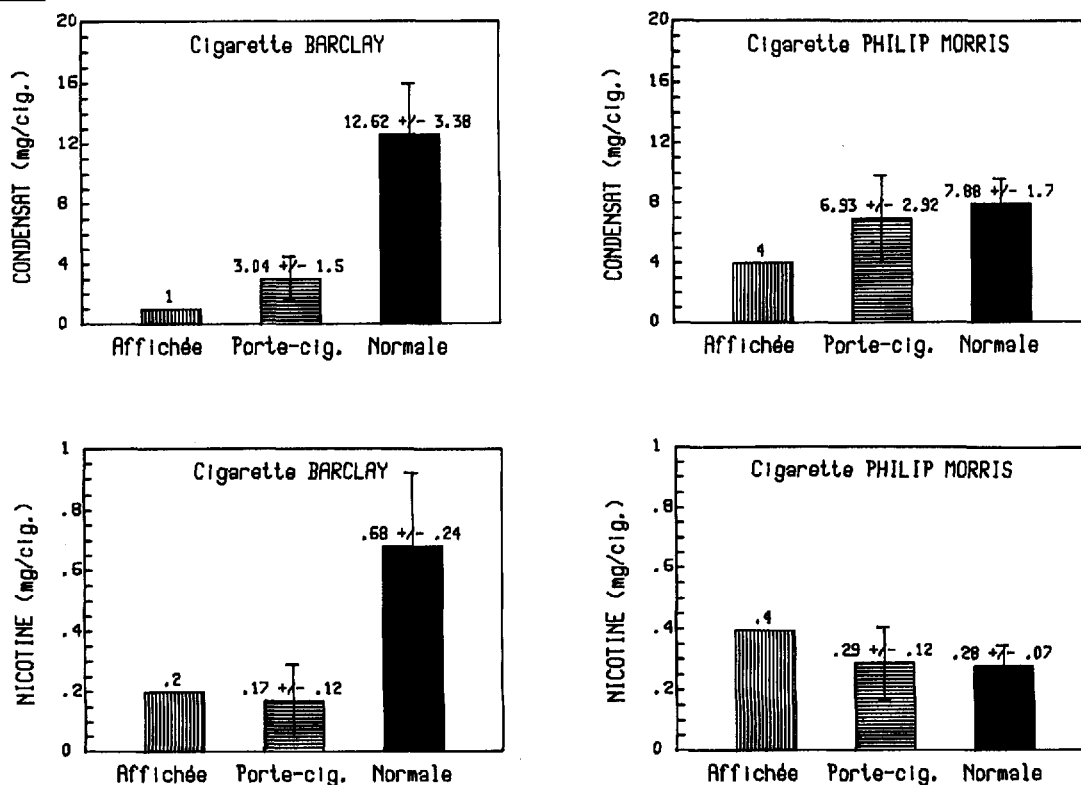 Cigarette BARCLAY
CONDENSAT (mg/cig.)
20
16
12
8
4
0
1
3.04 +/- 1.5
12.62 +/- 3.38
Affichée Porte-cig. Normale
Cigarette PHILIP MORRIS
CONDENSAT (mg/cig.)
20
16
12
8
4
0
4
6.93 +/- 2.92
7.88 +/- 1.7
Affichée Porte-cig. Normale
Cigarette BARCLAY
NICOTINE (mg/cig.)
1
.8
.6
.4
.2
0
.2
.17 +/- .12
.68 +/- .24
Affichée Porte-cig. Normale
Cigarette PHILIP MORRIS
NICOTINE (mg/cig.)
1
.8
.6
.4
.2
0
.4
.29 +/- .12
.28 +/- .07
Affichée Porte-cig. Normale